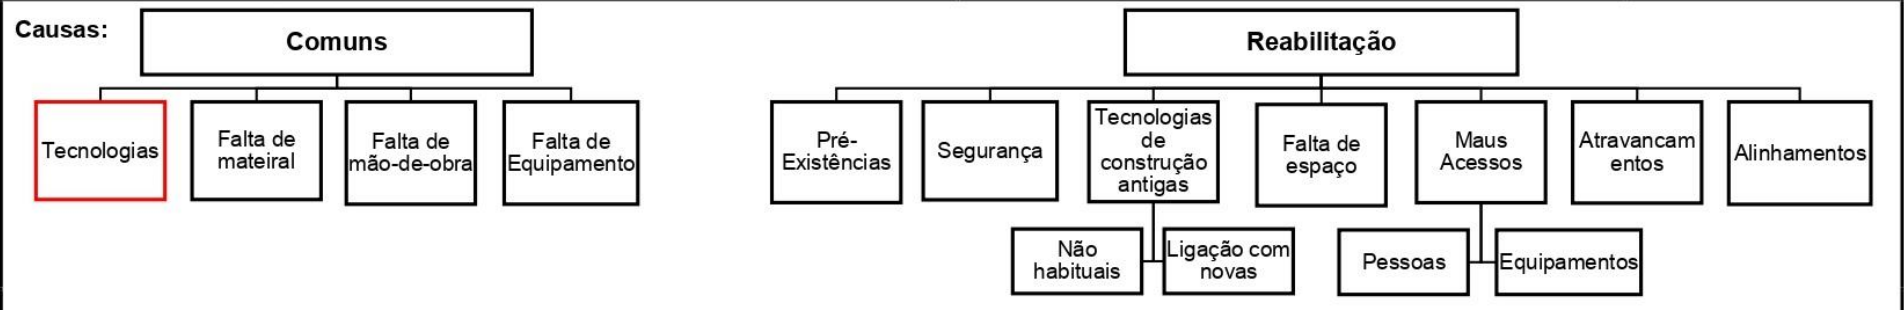 Causas:
Comuns
Reabilitação
Tecnologias
Falta de
mateiral
Falta de
mão-de-obra
Falta de
Equipamento
Pré-
Existências
Segurança
Tecnologias
de
construção
antigas
Falta de
espaço
Maus
Acessos
Atravancam
entos
Alinhamentos
Não
habituais
Ligação com
novas
Pessoas
Equipamentos